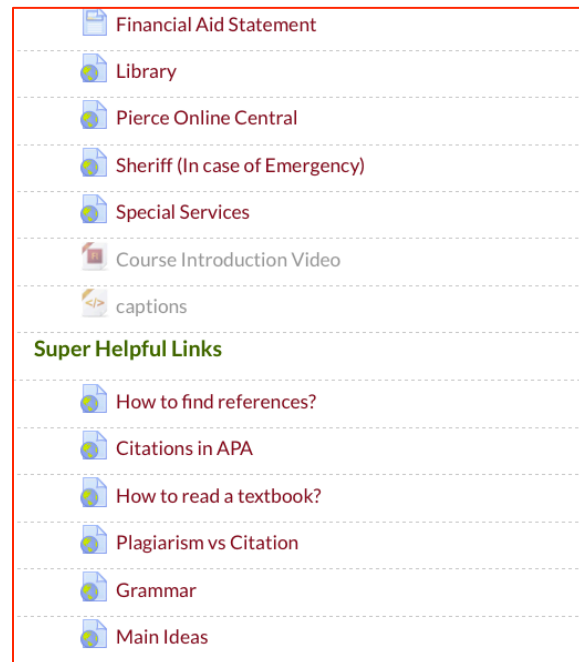 Financial Aid Statement
Library
Pierce Online Central
Sheriff (In case of Emergency)
Special Services
Course Introduction Video
captions
Super Helpful Links
How to find references?
Citations in APA
How to read a textbook?
Plagiarism vs Citation
Grammar
Main Ideas